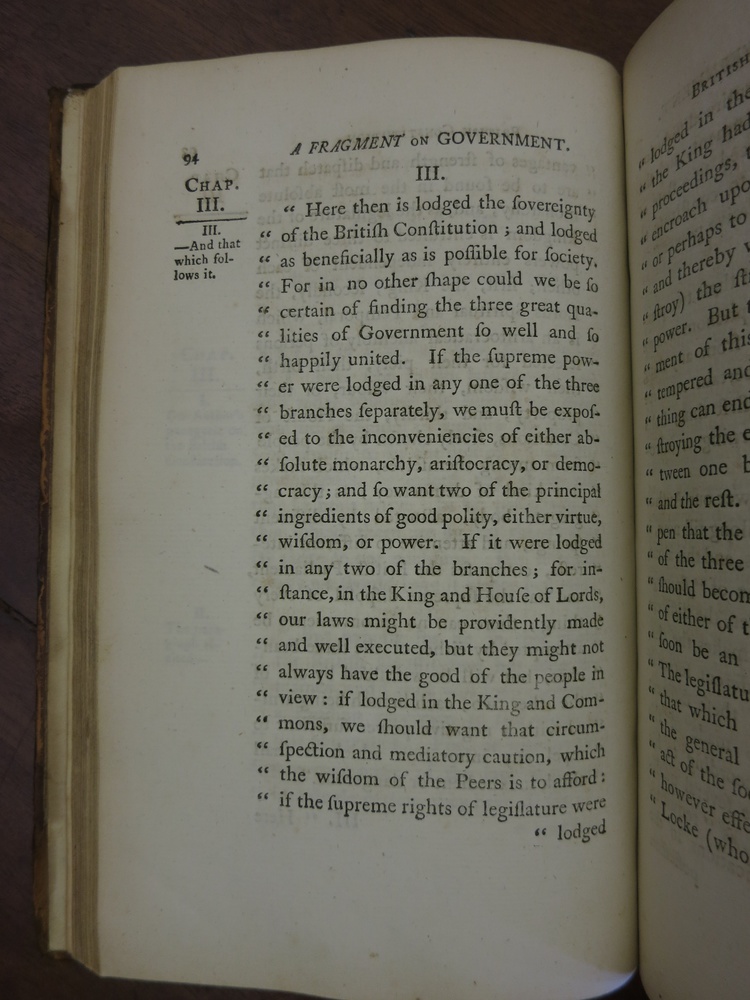 94
A FRAGMENT ON GOVERNMENT.
CHAP.
III.
III.
—And that
which fol-
lows it.
III.
“ Here then is lodged the ſovereignty
“ of the Britiſh Conſtitution ; and lodged
“ as beneficially as is poſſible for ſociety.
“ For in no other ſhape could we be ſo
“ certain of finding the three great qua-
“ lities of Government ſo well and ſo
“ happily united. If the ſupreme pow-
“ er were lodged in any one of the three
“ branches ſeparately, we muſt be expoſ-
“ ed to the inconveniencies of either ab-
“ ſolute monarchy, ariſtocracy, or demo-
“ cracy ; and ſo want two of the principal
“ ingredients of good polity, either virtue,
“ wiſdom, or power. If it were lodged
“ in any two of the branches ; for in-
“ ſtance, in the King and Houſe of Lords,
“ our laws might be providently made
“ and well executed, but they might not
“ always have the good of the people in
“ view : if lodged in the King and Com-
“ mons, we ſhould want that circum-
“ ſpection and mediatory caution, which
“ the wiſdom of the Peers is to afford :
“ if the ſupreme rights of legiſlature were
“ lodged
BRITISH
“ lodged in the
“ the King had
“ proceedings,
“ encroach upo
“ or perhaps to
“ and thereby
“ ſtroy) the
“ power. But
“ ment of this
“ tempered and
“ thing can
“ ſtroying the
“ tween one
“ and the reſt.
“ pen that the
“ of the three
“ ſhould becom
“ of either of
“ ſoon be an
“ The legiſlatu
“ that which
“ the general
“ act of the
“ however effe
“ Locke (who